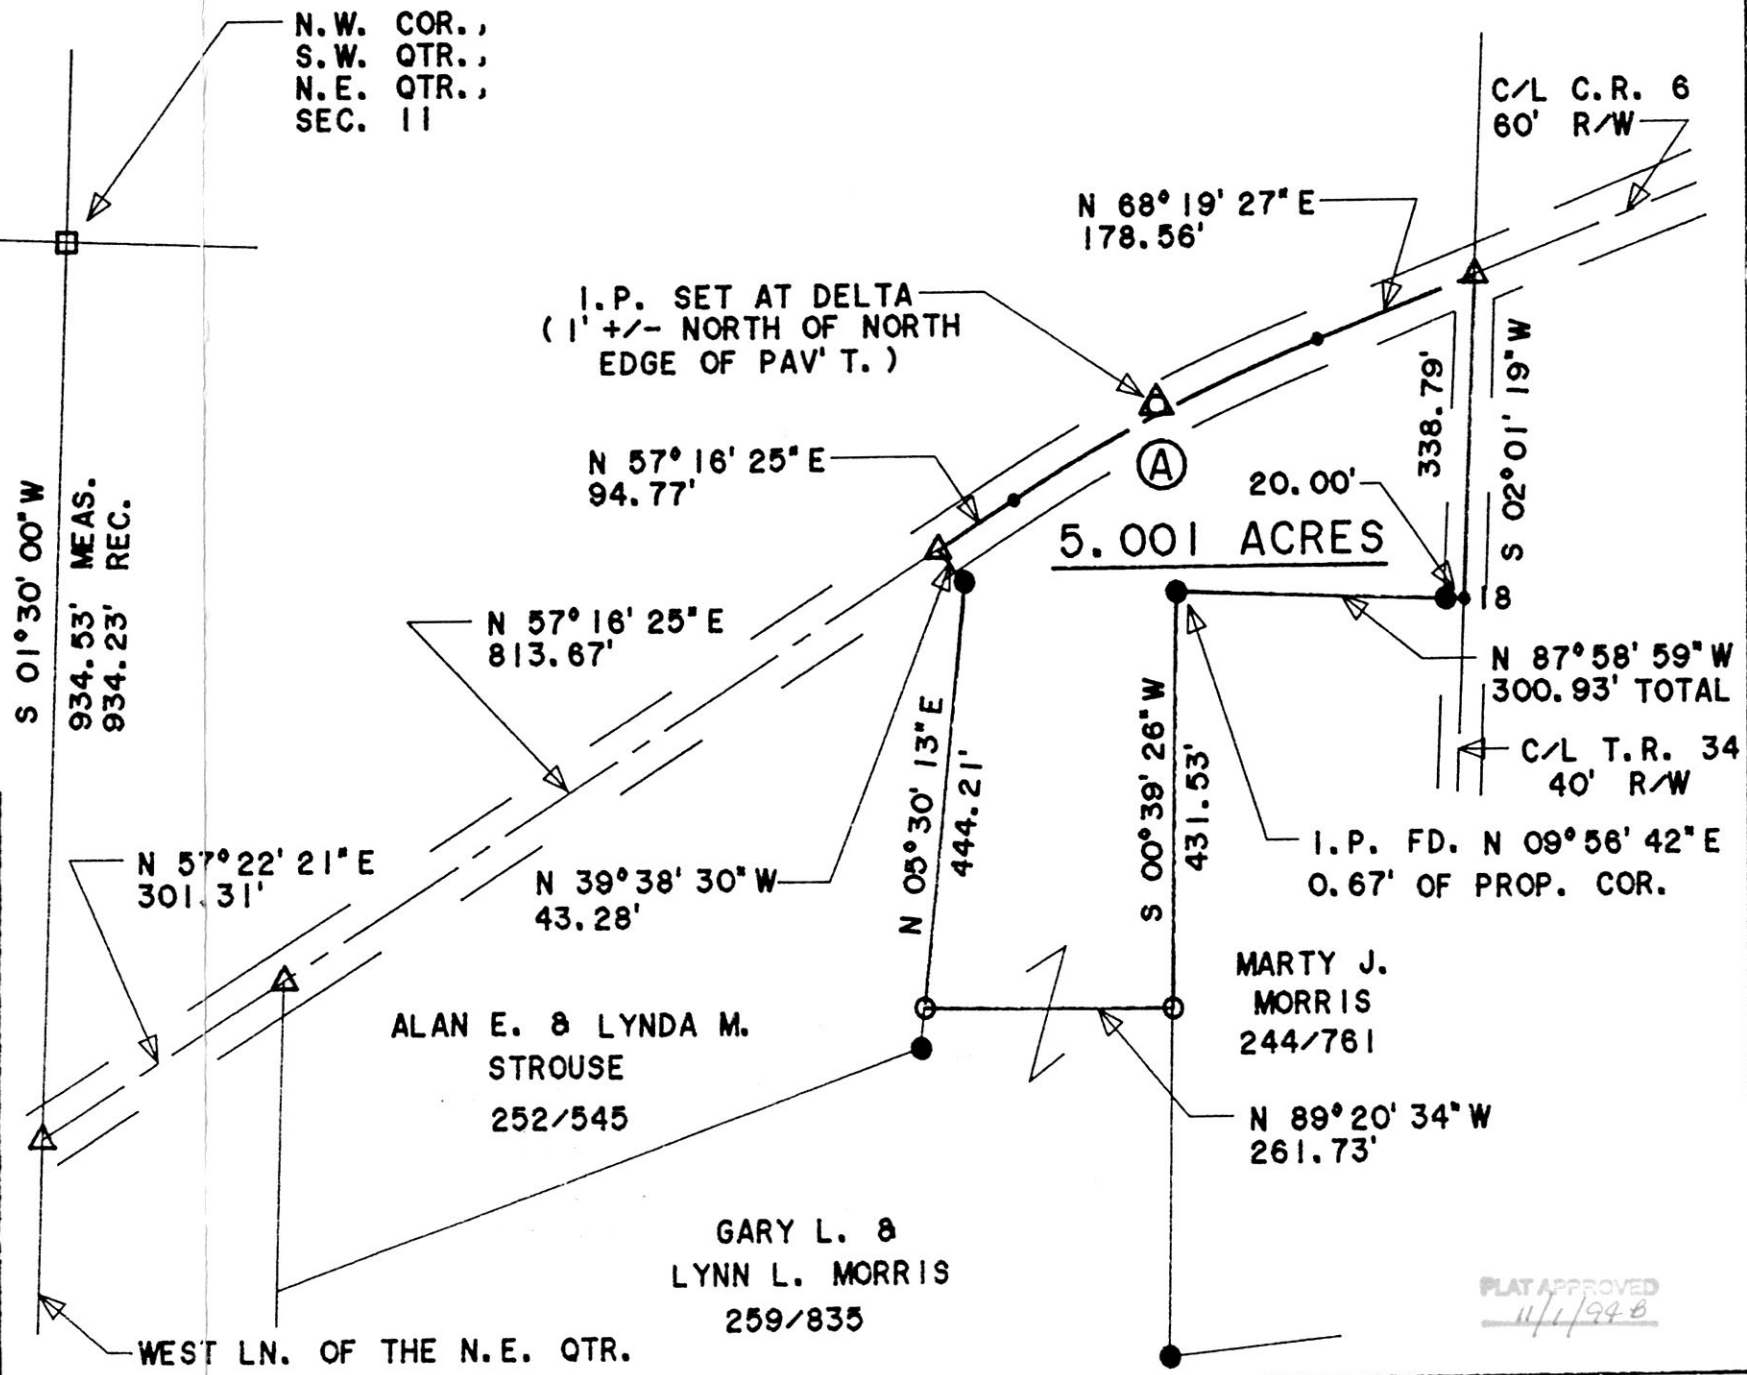 N.W. COR.,
S.W. QTR.,
N.E. QTR.,
SEC. 11
C/L C.R. 6
60' R/W
N 68° 19' 27" E
178.56'
I.P. SET AT DELTA
( 1' +/- NORTH OF NORTH
EDGE OF PAV'T. )
N 57° 16' 25" E
94.77'
A
20.00'
338.79'
S 02° 01' 19" W
5.001 ACRES
18
S 01° 30' 00" W
934.53' MEAS.
934.23' REC.
N 57° 16' 25" E
813.67'
N 87° 58' 59" W
300.93' TOTAL
C/L T.R. 34
40' R/W
N 05° 30' 13" E
444.21'
S 00° 39' 26" W
431.53'
I.P. FD. N 09° 56' 42" E
0.67' OF PROP. COR.
N 57° 22' 21" E
301.31'
N 39° 38' 30" W
43.28'
MARTY J.
MORRIS
244/761
ALAN E. & LYNDA M.
STROUSE
252/545
N 89° 20' 34" W
261.73'
GARY L. &
LYNN L. MORRIS
259/835
PLAT APPROVED
11/1/94 B
WEST LN. OF THE N.E. QTR.